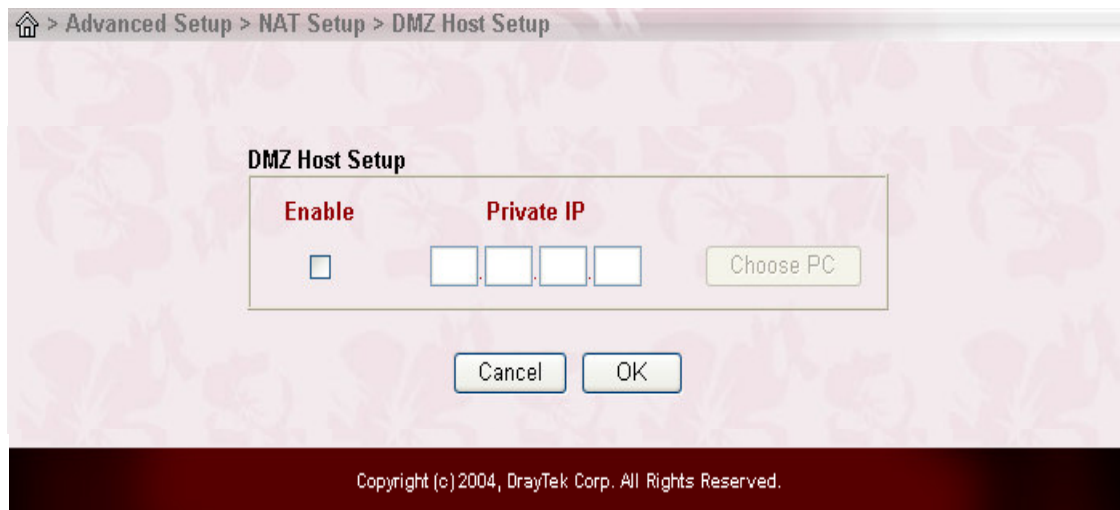 > Advanced Setup > NAT Setup > DMZ Host Setup
DMZ Host Setup
Enable Private IP
. . . Choose PC
Cancel OK
Copyright (c) 2004, DrayTek Corp. All Rights Reserved.